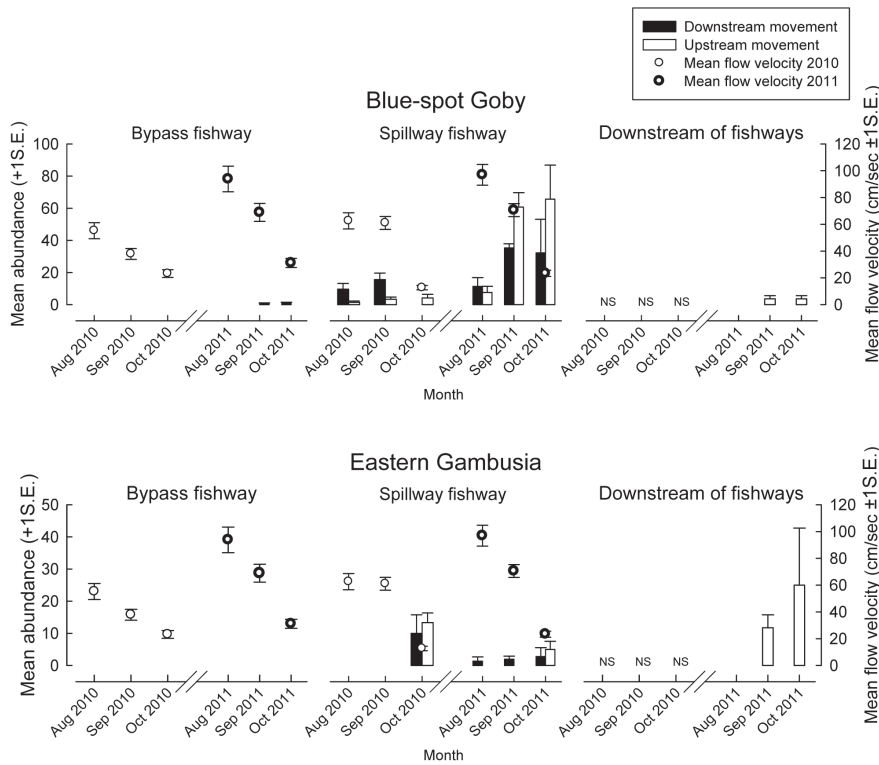 Downstream movement
Upstream movement
Mean flow velocity 2010
Mean flow velocity 2011
Blue-spot Goby
Bypass fishway
Spillway fishway
Downstream of fishways
Mean abundance (+1S.E.)
100
80
60
40
20
0
NS NS NS
120
100
80
60
40
20
0
Mean flow velocity (cm/sec ±1S.E.)
Aug 2010 Sep 2010 Oct 2010 Aug 2011 Sep 2011 Oct 2011
Aug 2010 Sep 2010 Oct 2010 Aug 2011 Sep 2011 Oct 2011
Aug 2010 Sep 2010 Oct 2010 Aug 2011 Sep 2011 Oct 2011
Month
Eastern Gambusia
Bypass fishway
Spillway fishway
Downstream of fishways
Mean abundance (+1S.E.)
50
40
30
20
10
0
NS NS NS
120
100
80
60
40
20
0
Mean flow velocity (cm/sec ±1S.E.)
Aug 2010 Sep 2010 Oct 2010 Aug 2011 Sep 2011 Oct 2011
Aug 2010 Sep 2010 Oct 2010 Aug 2011 Sep 2011 Oct 2011
Aug 2010 Sep 2010 Oct 2010 Aug 2011 Sep 2011 Oct 2011
Month